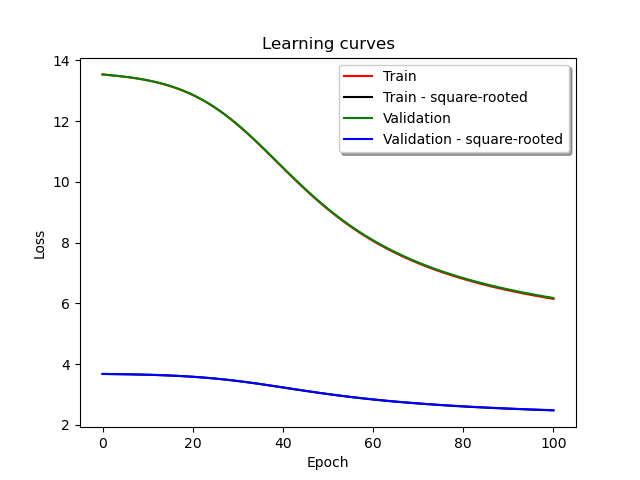 Learning curves
Train
Train - square-rooted
Validation
Validation - square-rooted
14
12
10
8
6
4
2
Loss
0 20 40 60 80 100
Epoch